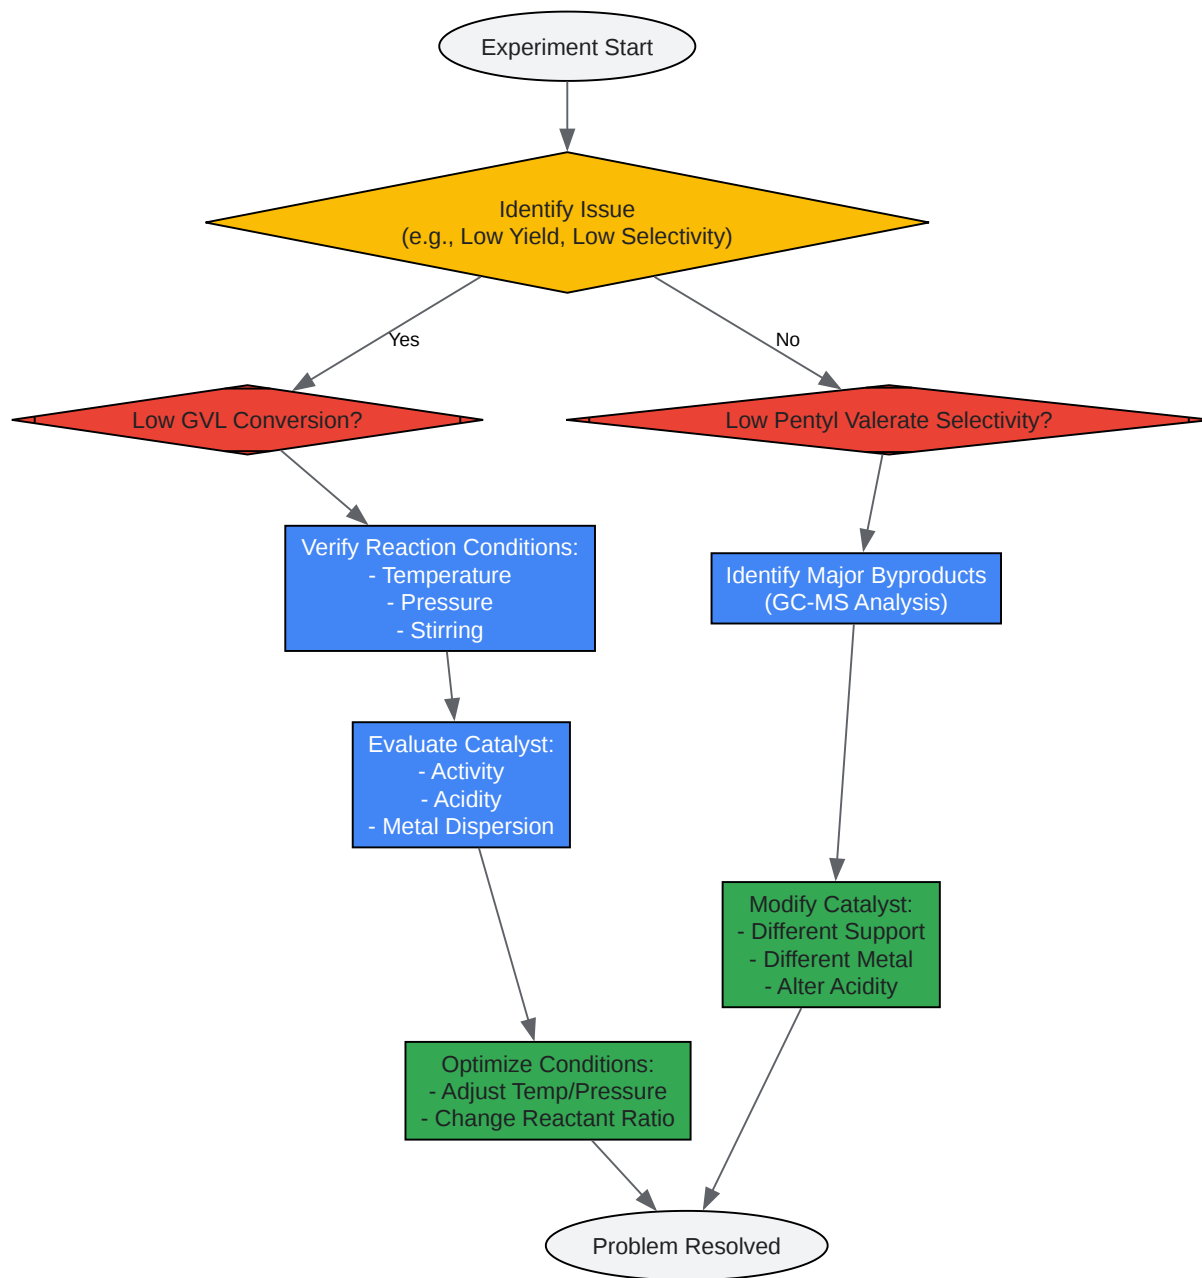 Experiment Start
Identify Issue
(e.g., Low Yield, Low Selectivity)
Yes
No
Low GVL Conversion?
Low Pentyl Valerate Selectivity?
Verify Reaction Conditions:
- Temperature
- Pressure
- Stirring
Identify Major Byproducts
(GC-MS Analysis)
Evaluate Catalyst:
- Activity
- Acidity
- Metal Dispersion
Modify Catalyst:
- Different Support
- Different Metal
- Alter Acidity
Optimize Conditions:
- Adjust Temp/Pressure
- Change Reactant Ratio
Problem Resolved